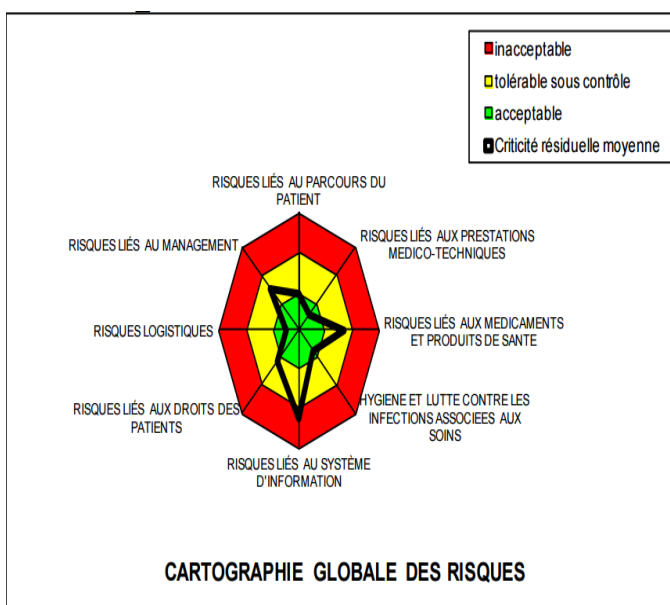 inacceptable
tolérable sous contrôle
acceptable
Criticité résiduelle moyenne
RISQUES LIÉS AU PARCOURS DU
PATIENT
RISQUES LIÉS AUX PRESTATIONS
MEDICO-TECHNIQUES
RISQUES LIÉS AUX MEDICAMENTS
ET PRODUITS DE SANTE
HYGIENE ET LUTTE CONTRE LES
INFECTIONS ASSOCIEES AUX
SOINS
RISQUES LIÉS AU SYSTÈME
D'INFORMATION
RISQUES LIÉS AUX DROITS DES
PATIENTS
RISQUES LOGISTIQUES
RISQUES LIÉS AU MANAGEMENT
CARTOGRAPHIE GLOBALE DES RISQUES